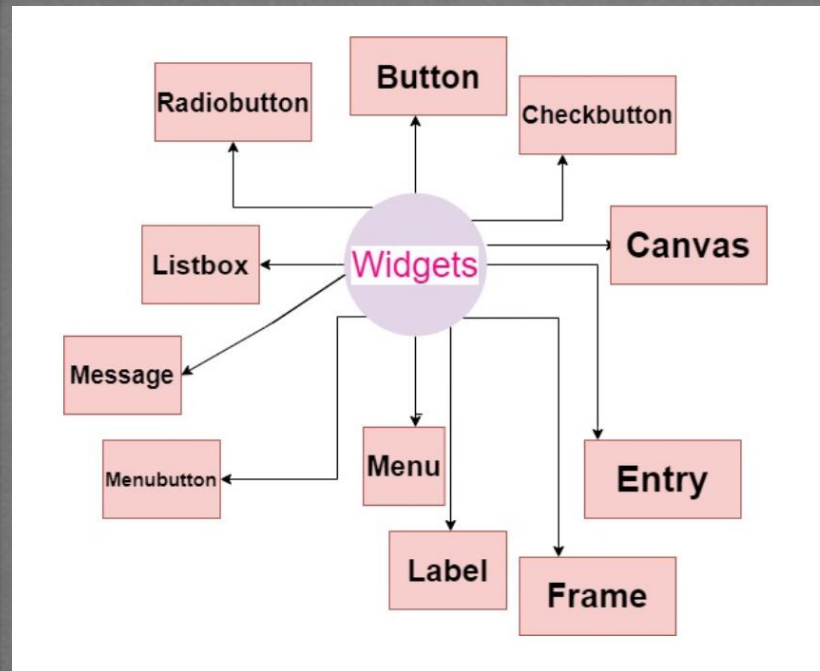 Button
Radiobutton
Checkbutton
Canvas
Widgets
Listbox
Message
Menu
Menubutton
Entry
Label
Frame